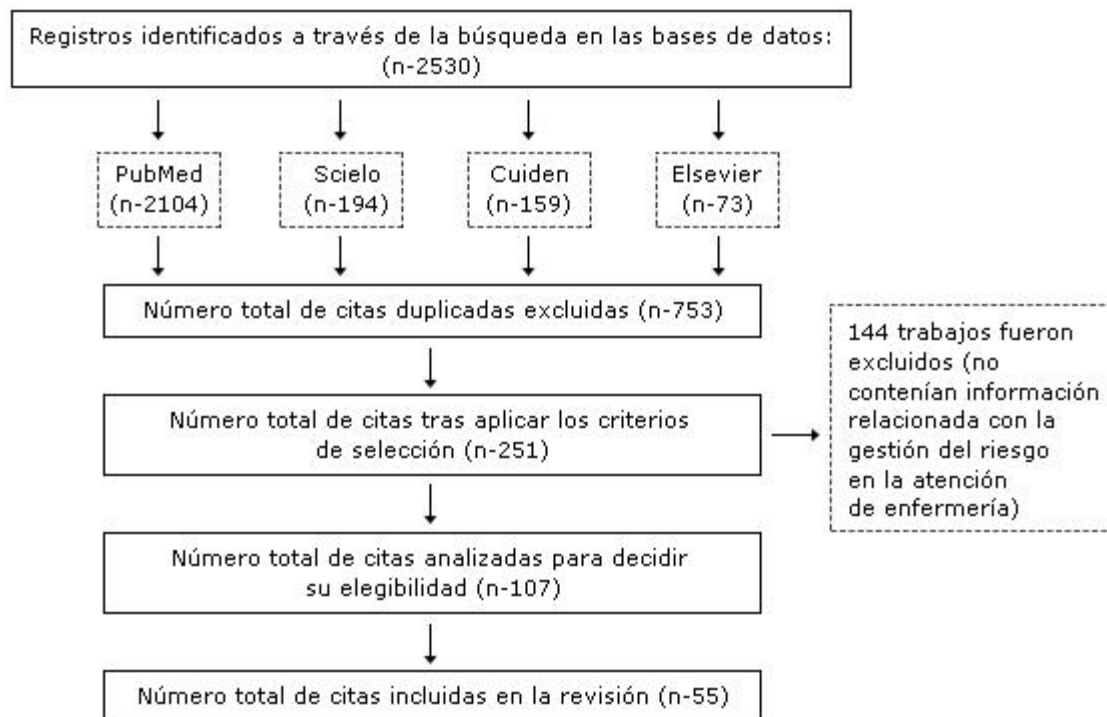 Registros identificados a través de la búsqueda en las bases de datos:
(n-2530)
PubMed
(n-2104)
Scielo
(n-194)
Cuiden
(n-159)
Elsevier
(n-73)
Número total de citas duplicadas excluidas (n-753)
Número total de citas tras aplicar los criterios
de selección (n-251)
144 trabajos fueron
excluidos (no
contenían información
relacionada con la
gestión del riesgo
en la atención
de enfermería)
Número total de citas analizadas para decidir
su elegibilidad (n-107)
Número total de citas incluidas en la revisión (n-55)